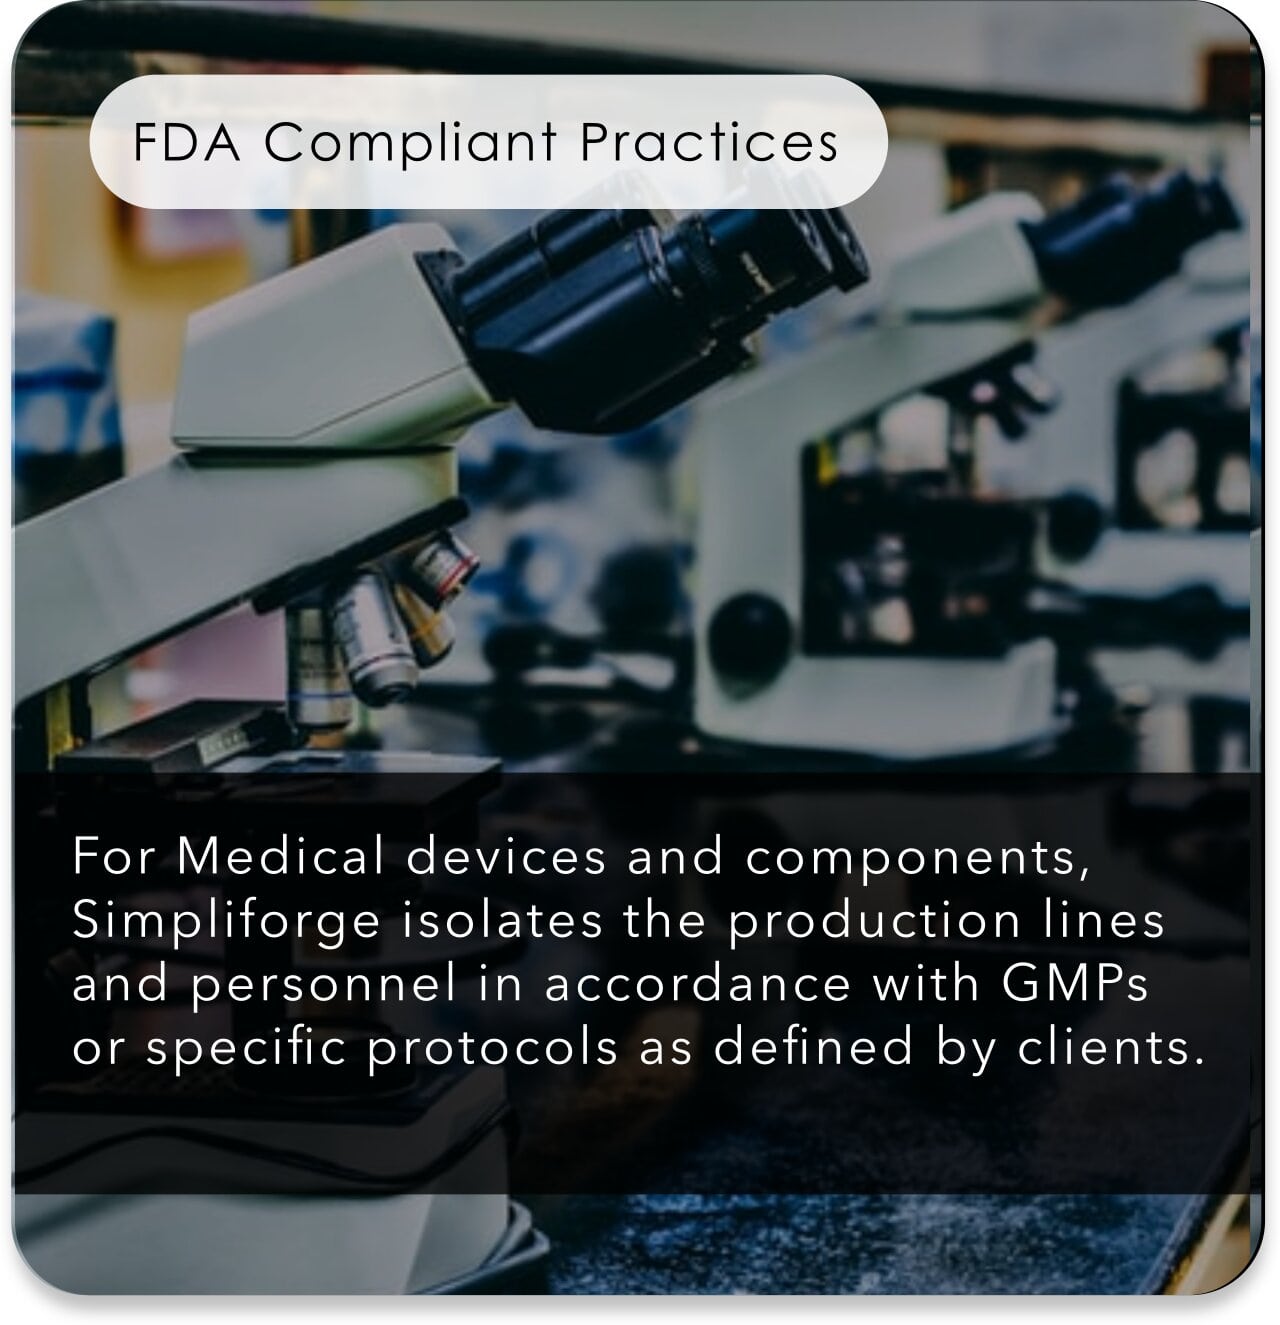 FDA Compliant Practices
For Medical devices and components,
Simpliforge isolates the production lines
and personnel in accordance with GMPs
or specific protocols as defined by clients.